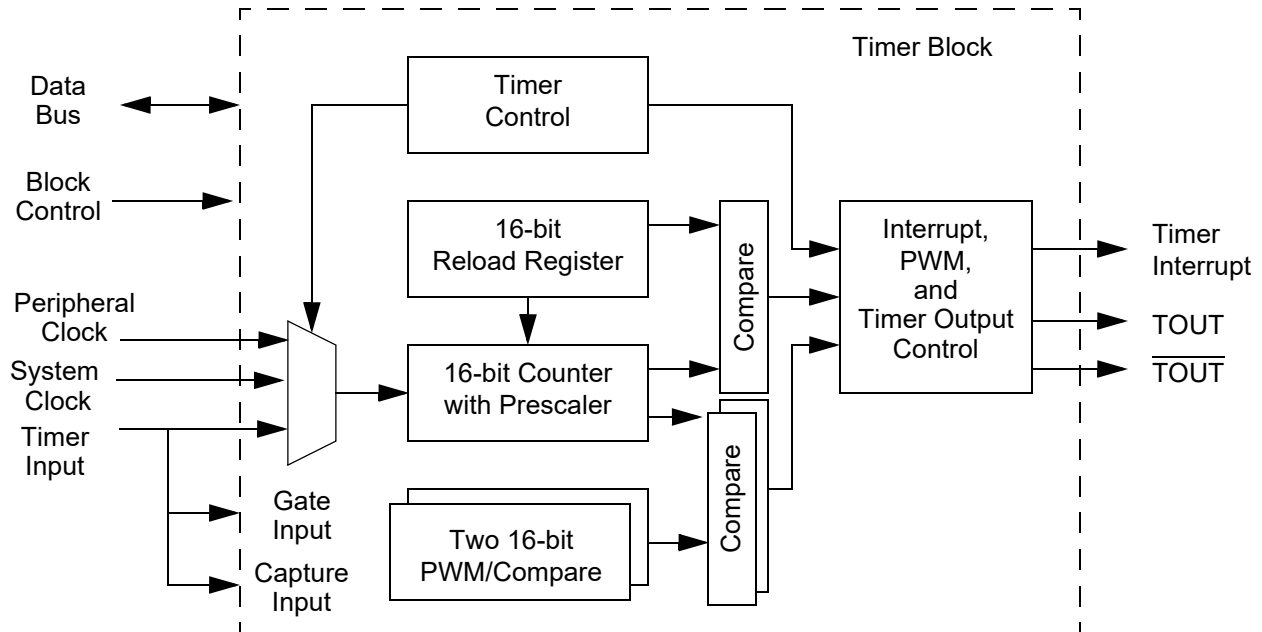 Timer Block
Data
Bus
Timer
Control
Block
Control
16-bit
Reload Register
Compare
Interrupt,
PWM,
and
Timer Output
Control
Timer
Interrupt
Peripheral
Clock
TOUT
System
Clock
16-bit Counter
with Prescaler
T̅O̅U̅T̅
Timer
Input
Compare
Gate
Input
Two 16-bit
PWM/Compare
Capture
Input